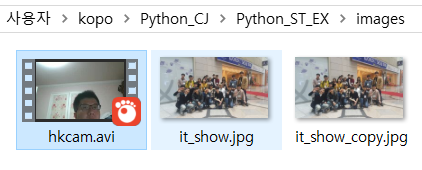 사용자 > kopo > Python_CJ > Python_ST_EX > images
hkcam.avi
it_show.jpg
it_show_copy.jpg